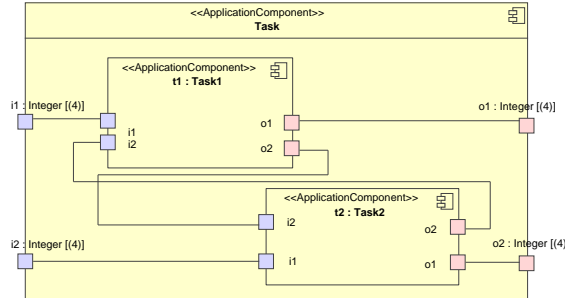 <<ApplicationComponent>>
Task
<<ApplicationComponent>>
t1 : Task1
i1 : Integer [(4)]
o1 : Integer [(4)]
i1
o1
i2
o2
<<ApplicationComponent>>
t2 : Task2
i2
o2
i2 : Integer [(4)]
o2 : Integer [(4)
i1
o1